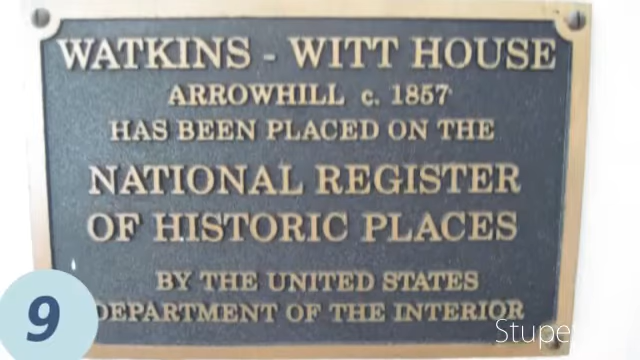 WATKINS - WITT HOUSE
ARROWHILL c. 1857
HAS BEEN PLACED ON THE
NATIONAL REGISTER
OF HISTORIC PLACES
BY THE UNITED STATES
DEPARTMENT OF THE INTERIOR
9